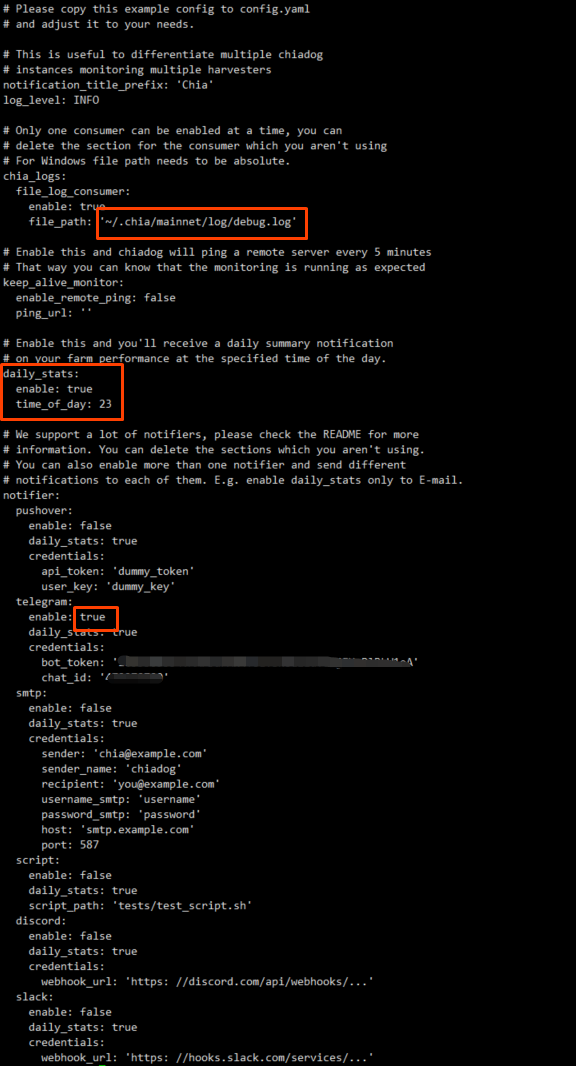 # Please copy this example config to config.yaml
# and adjust it to your needs.
# This is useful to differentiate multiple chiadog
# instances monitoring multiple harvesters
notification_title_prefix: 'Chia'
log_level: INFO
# Only one consumer can be enabled at a time, you can
# delete the section for the consumer which you aren't using
# For Windows file path needs to be absolute.
chia_logs:
  file_log_consumer:
    enable: true
    file_path: '~/.chia/mainnet/log/debug.log'
# Enable this and chiadog will ping a remote server every 5 minutes
# That way you can know that the monitoring is running as expected
keep_alive_monitor:
  enable_remote_ping: false
  ping_url: ''
# Enable this and you'll receive a daily summary notification
# on your farm performance at the specified time of the day.
daily_stats:
  enable: true
  time_of_day: 23
# We support a lot of notifiers, please check the README for more
# information. You can delete the sections which you aren't using.
# You can also enable more than one notifier and send different
# notifications to each of them. E.g. enable daily_stats only to E-mail.
notifier:
  pushover:
    enable: false
    daily_stats: true
    credentials:
      api_token: 'dummy_token'
      user_key: 'dummy_key'
  telegram:
    enable: true
    daily_stats: true
    credentials:
      bot_token:
      chat_id:
  smtp:
    enable: false
    daily_stats: true
    credentials:
      sender: 'chia@example.com'
      sender_name: 'chiadog'
      recipient: 'you@example.com'
      username_smtp: 'username'
      password_smtp: 'password'
      host: 'smtp.example.com'
      port: 587
  script:
    enable: false
    daily_stats: true
    script_path: 'tests/test_script.sh'
  discord:
    enable: false
    daily_stats: true
    credentials:
      webhook_url: 'https: //discord.com/api/webhooks/...'
  slack:
    enable: false
    daily_stats: true
    credentials:
      webhook_url: 'https: //hooks.slack.com/services/...'